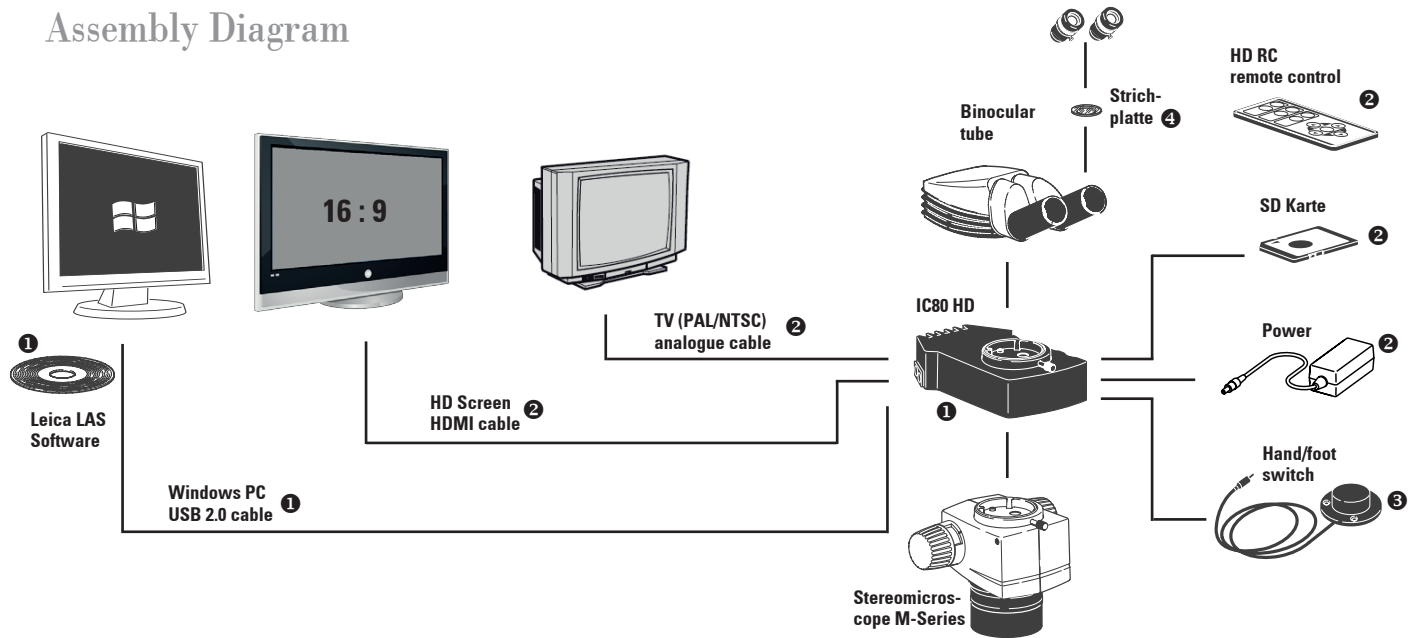 Assembly Diagram
16 : 9
❶
Leica LAS
Software
Windows PC
USB 2.0 cable ❶
HD Screen
HDMI cable ❷
TV (PAL/NTSC)
analogue cable ❷
Binocular
tube
Strich-
platte ❹
IC80 HD
❶
Stereomicros-
cope M-Series
HD RC
remote control
❷
SD Karte
❷
Power
❷
Hand/foot
switch
❸